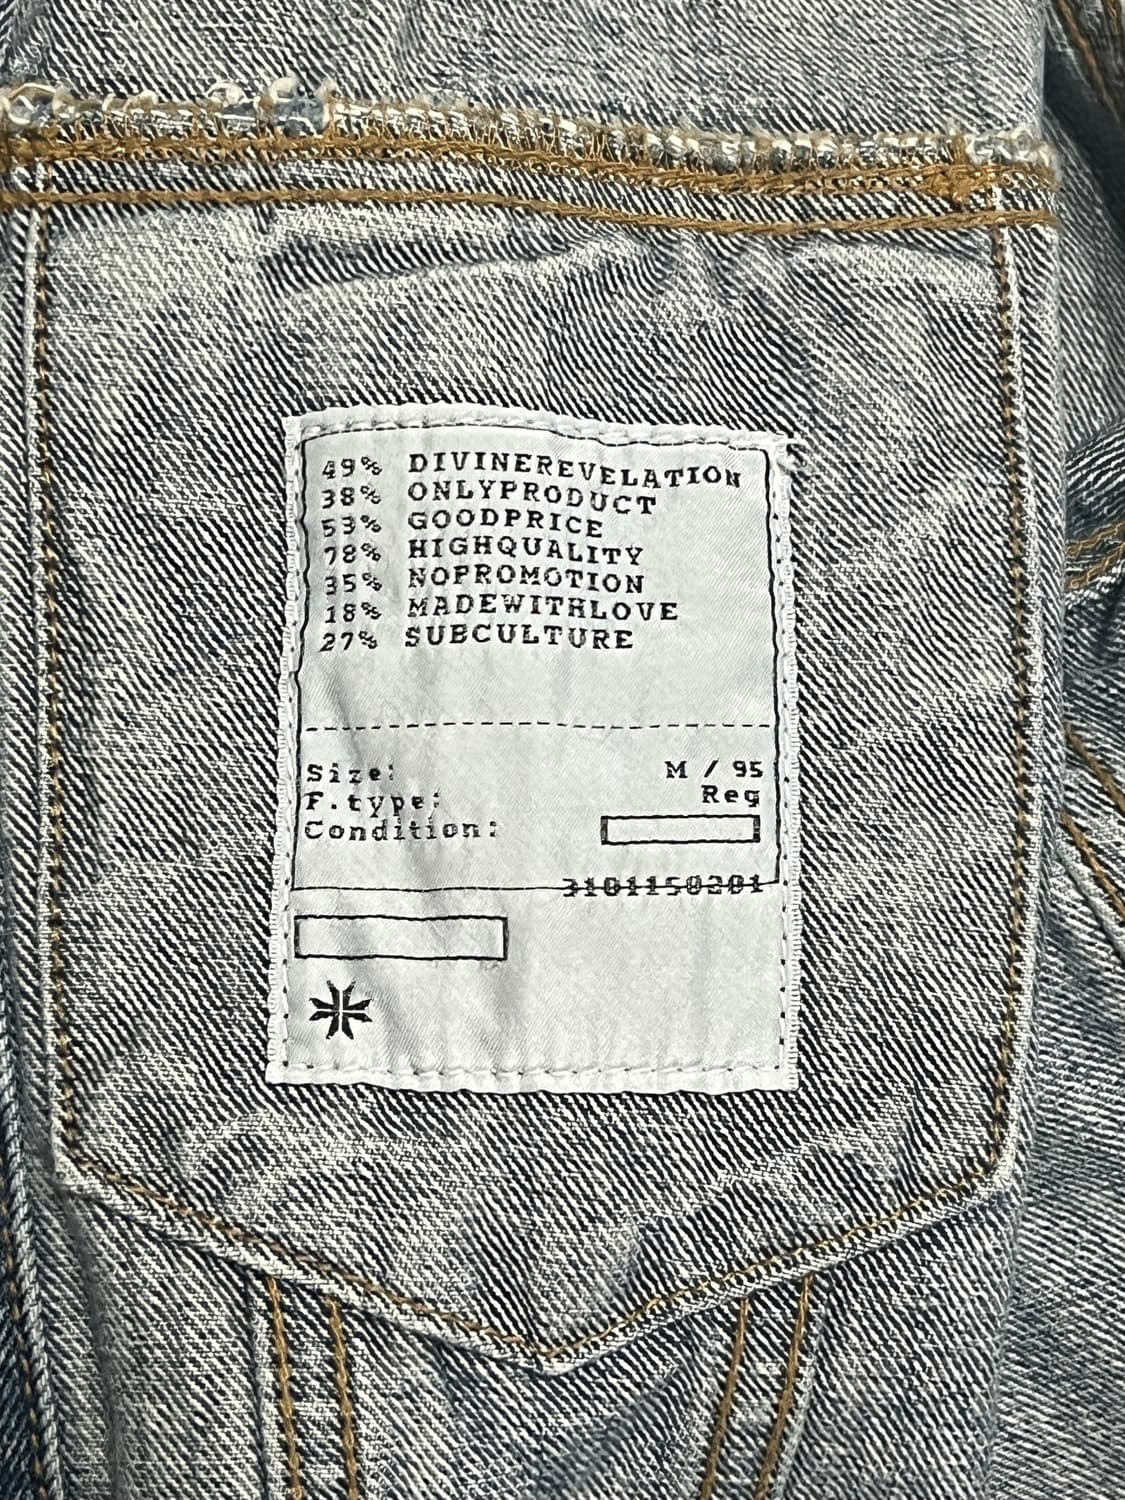 49% DIVINEREVELATION
38% ONLYPRODUCT
53% GOODPRICE
78% HIGHQUALITY
35% NOPROMOTION
18% MADEWITHLOVE
27% SUBCULTURE
Size: M / 95
F.type: Reg
Condition:
3101150201